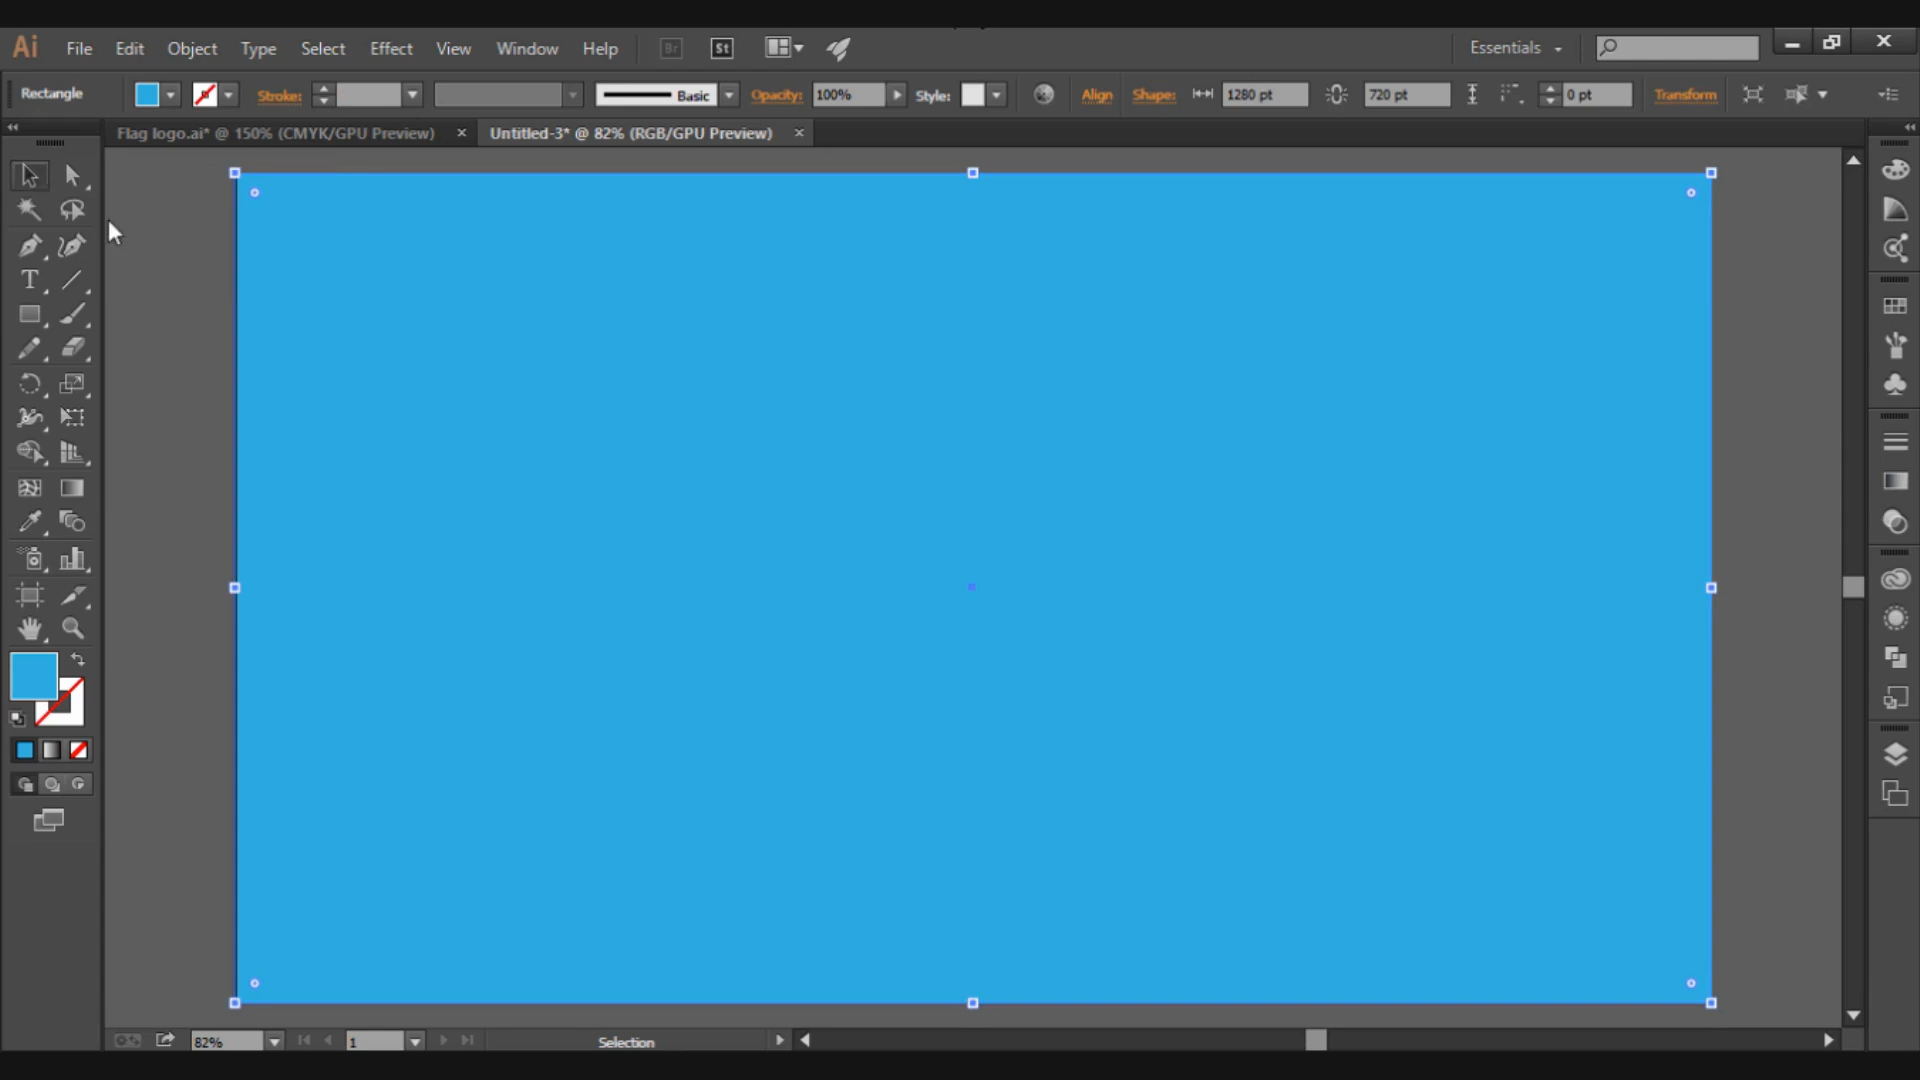 Ai File Edit Object Type Select Effect View Window Help Br St Essentials
Rectangle Stroke: Basic Opacity: 100% Style: Align Shape: 1280 pt 720 pt 0 pt Transform
Flag logo.ai* @ 150% (CMYK/GPU Preview) Untitled-3* @ 82% (RGB/GPU Preview)
T
82% 1 Selection